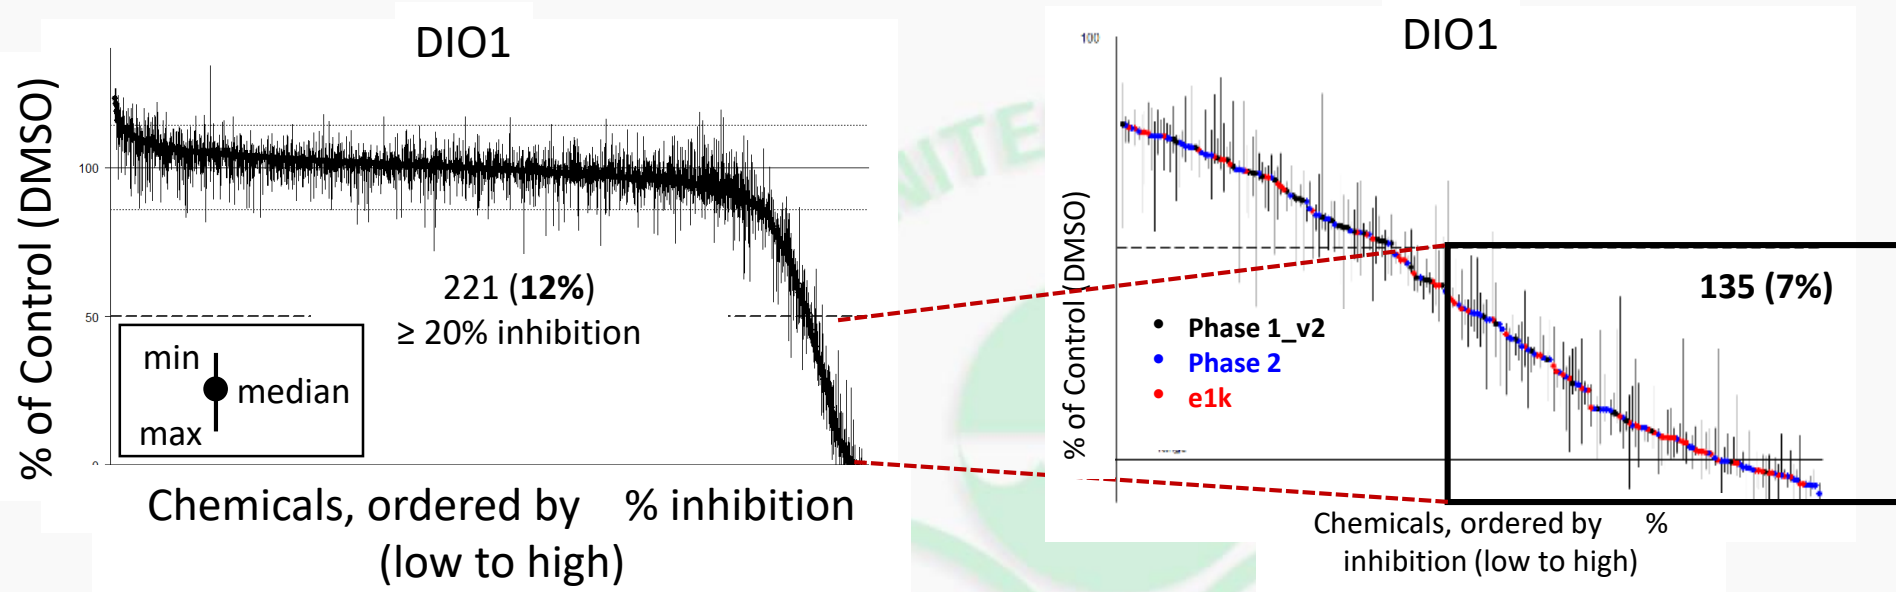 DIO1
% of Control (DMSO)
100
50
0
221 (12%)
≥ 20% inhibition
min
median
max
Chemicals, ordered by % inhibition
(low to high)
NITE
DIO1
100
% of Control (DMSO)
135 (7%)
Phase 1_v2
Phase 2
e1k
Chemicals, ordered by %
inhibition (low to high)